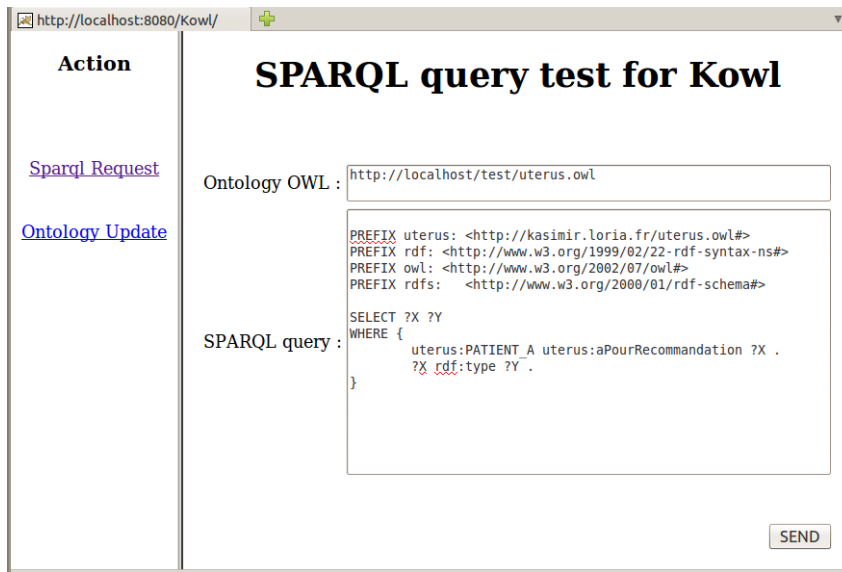 http://localhost:8080/Kowl/
Action
Sparql Request
Ontology Update
SPARQL query test for Kowl
Ontology OWL :
http://localhost/test/uterus.owl
SPARQL query :
PREFIX uterus: <http://kasimir.loria.fr/uterus.owl#>
PREFIX rdf: <http://www.w3.org/1999/02/22-rdf-syntax-ns#>
PREFIX owl: <http://www.w3.org/2002/07/owl#>
PREFIX rdfs:   <http://www.w3.org/2000/01/rdf-schema#>
SELECT ?X ?Y
WHERE {
uterus:PATIENT_A uterus:aPourRecommandation ?X .
?X rdf:type ?Y .
}
SEND